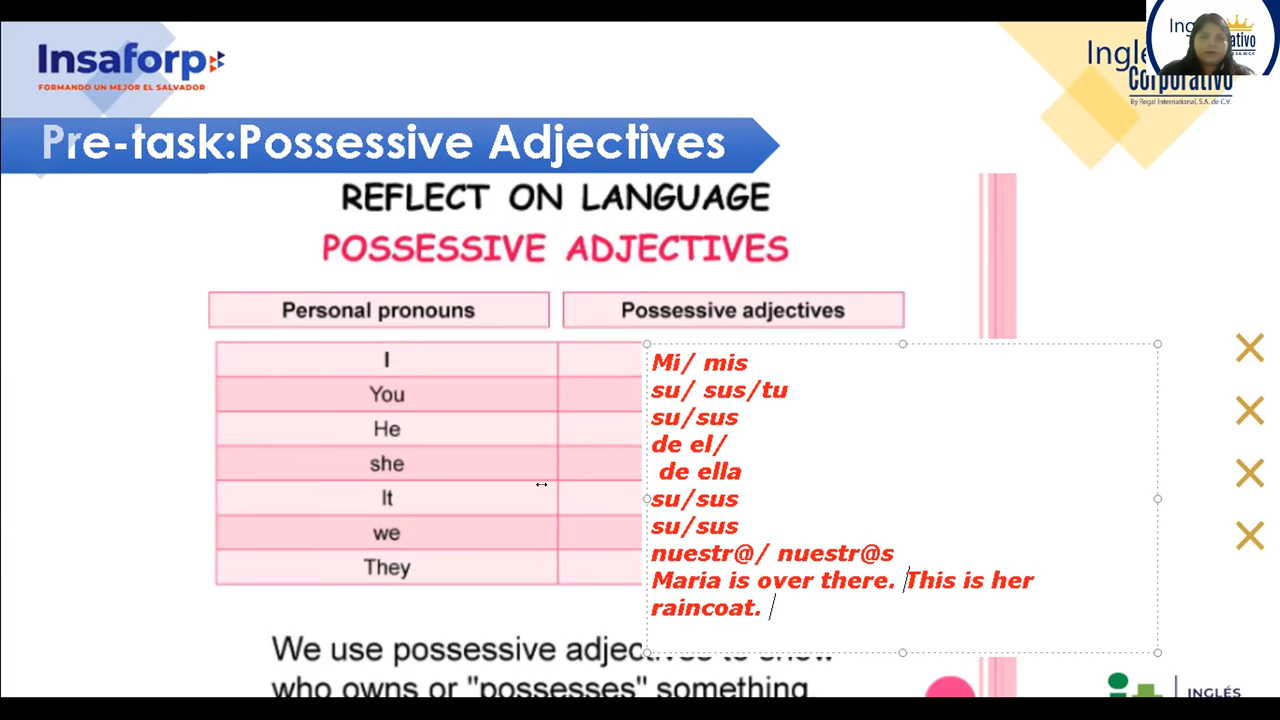 Insaforp
FORMANDO UN MEJOR EL SALVADOR
Inglés
Corporativo
By Regal International, S.A. de C.V.
Pre-task:Possessive Adjectives
REFLECT ON LANGUAGE
POSSESSIVE ADJECTIVES
Personal pronouns Possessive adjectives
I
You
He
she
It
we
They
Mi/ mis
su/ sus/tu
su/sus
de el/
de ella
su/sus
su/sus
nuestr@/ nuestr@s
Maria is over there. This is her
raincoat.
We use possessive adjectives to show
who owns or "possesses" something.
INGLÉS